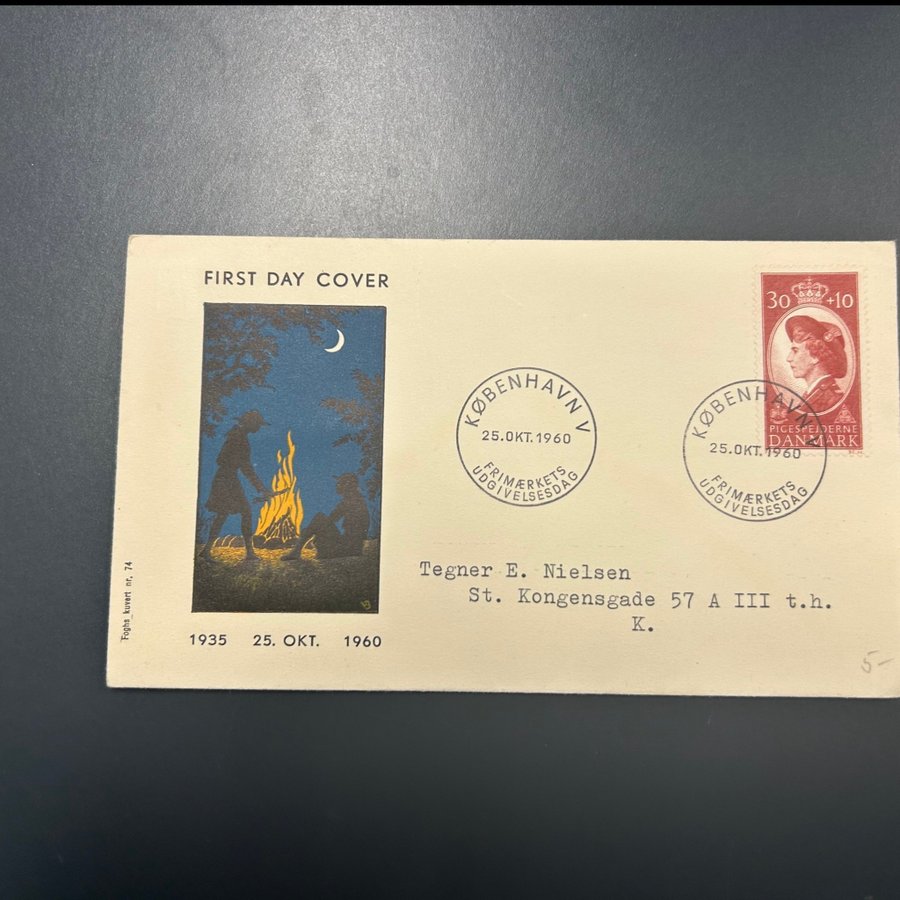 FIRST DAY COVER
30 +10
PIGESPEJDERNE
DANMARK
KØBENHAVN V
25.OKT.1960
FRIMÆRKETS
UDGIVELSESDAG
KØBENHAVN V
25.OKT.1960
FRIMÆRKETS
UDGIVELSESDAG
Tegner E. Nielsen
St. Kongensgade 57 A III t.h.
K.
Foghs kuvert nr. 74
1935 25. OKT. 1960
5-